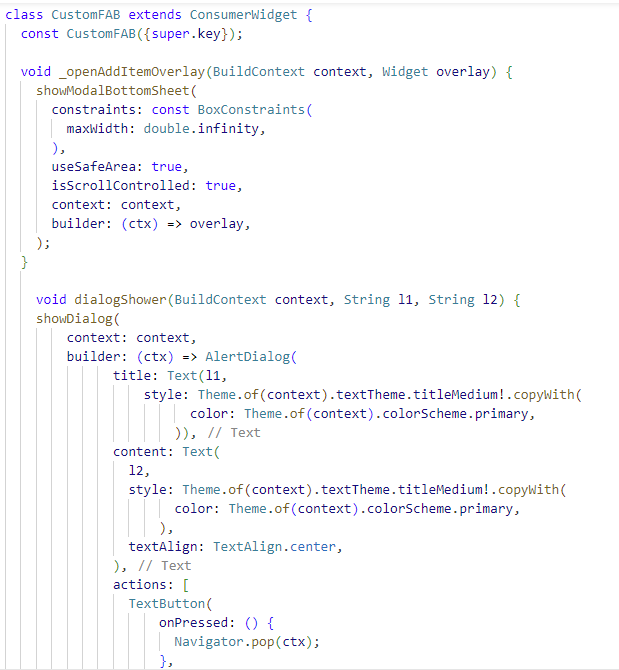 class CustomFAB extends ConsumerWidget {
  const CustomFAB({super.key});

  void _openAddItemOverlay(BuildContext context, Widget overlay) {
    showModalBottomSheet(
      constraints: const BoxConstraints(
        maxWidth: double.infinity,
      ),
      useSafeArea: true,
      isScrollControlled: true,
      context: context,
      builder: (ctx) => overlay,
    );
  }

    void dialogShower(BuildContext context, String l1, String l2) {
    showDialog(
        context: context,
        builder: (ctx) => AlertDialog(
              title: Text(l1,
                  style: Theme.of(context).textTheme.titleMedium!.copyWith(
                        color: Theme.of(context).colorScheme.primary,
                      )), // Text
              content: Text(
                l2,
                style: Theme.of(context).textTheme.titleMedium!.copyWith(
                      color: Theme.of(context).colorScheme.primary,
                    ),
                textAlign: TextAlign.center,
              ), // Text
              actions: [
                TextButton(
                    onPressed: () {
                      Navigator.pop(ctx);
                    },